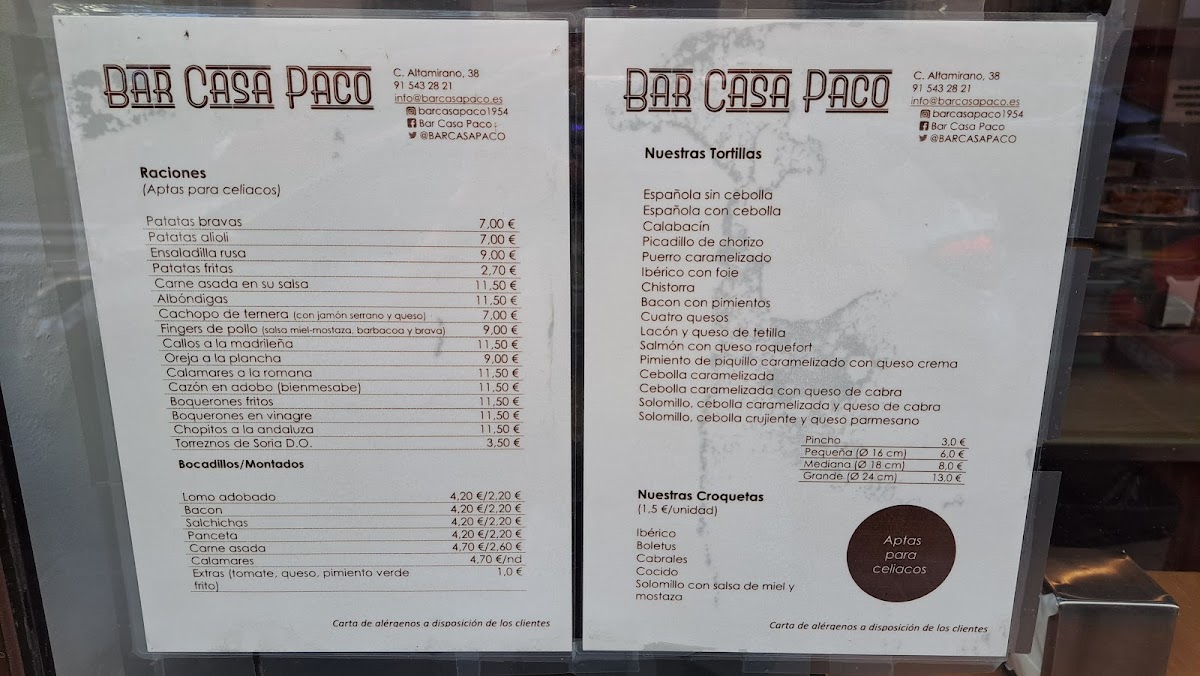 BAR CASA PACO
C. Altamirano, 38
91 543 28 21
info@barcasapaco.es
barcasapaco1954
Bar Casa Paco
@BARCASAPACO
Raciones
(Aptas para celiacos)
Patatas bravas 7,00 €
Patatas alioli 7,00 €
Ensaladilla rusa 9,00 €
Patatas fritas 2,70 €
Carne asada en su salsa 11,50 €
Albóndigas 11,50 €
Cachopo de ternera (con jamón serrano y queso) 7,00 €
Fingers de pollo (salsa miel-mostaza, barbacoa y brava) 9,00 €
Callos a la madrileña 11,50 €
Oreja a la plancha 9,00 €
Calamares a la romana 11,50 €
Cazón en adobo (bienmesabe) 11,50 €
Boquerones fritos 11,50 €
Boquerones en vinagre 11,50 €
Chopitos a la andaluza 11,50 €
Torreznos de Soria D.O. 3,50 €
Bocadillos/Montados
Lomo adobado 4,20 €/2,20 €
Bacon 4,20 €/2,20 €
Salchichas 4,20 €/2,20 €
Panceta 4,20 €/2,20 €
Carne asada 4,70 €/2,60 €
Calamares 4,70 €/nd
Extras (tomate, queso, pimiento verde 1,0 €
frito)
Carta de alérgenos a disposición de los clientes
BAR CASA PACO
C. Altamirano, 38
91 543 28 21
info@barcasapaco.es
barcasapaco1954
Bar Casa Paco
@BARCASAPACO
Nuestras Tortillas
Española sin cebolla
Española con cebolla
Calabacín
Picadillo de chorizo
Puerro caramelizado
Ibérico con foie
Chistorra
Bacon con pimientos
Cuatro quesos
Lacón y queso de tetilla
Salmón con queso roquefort
Pimiento de piquillo caramelizado con queso crema
Cebolla caramelizada
Cebolla caramelizada con queso de cabra
Solomillo, cebolla caramelizada y queso de cabra
Solomillo, cebolla crujiente y queso parmesano
Pincho 3,0 €
Pequeña (Ø 16 cm) 6,0 €
Mediana (Ø 18 cm) 8,0 €
Grande (Ø 24 cm) 13,0 €
Nuestras Croquetas
(1,5 €/unidad)
Ibérico
Boletus
Cabrales
Cocido
Solomillo con salsa de miel y
mostaza
Aptas
para
celiacos
Carta de alérgenos a disposición de los clientes